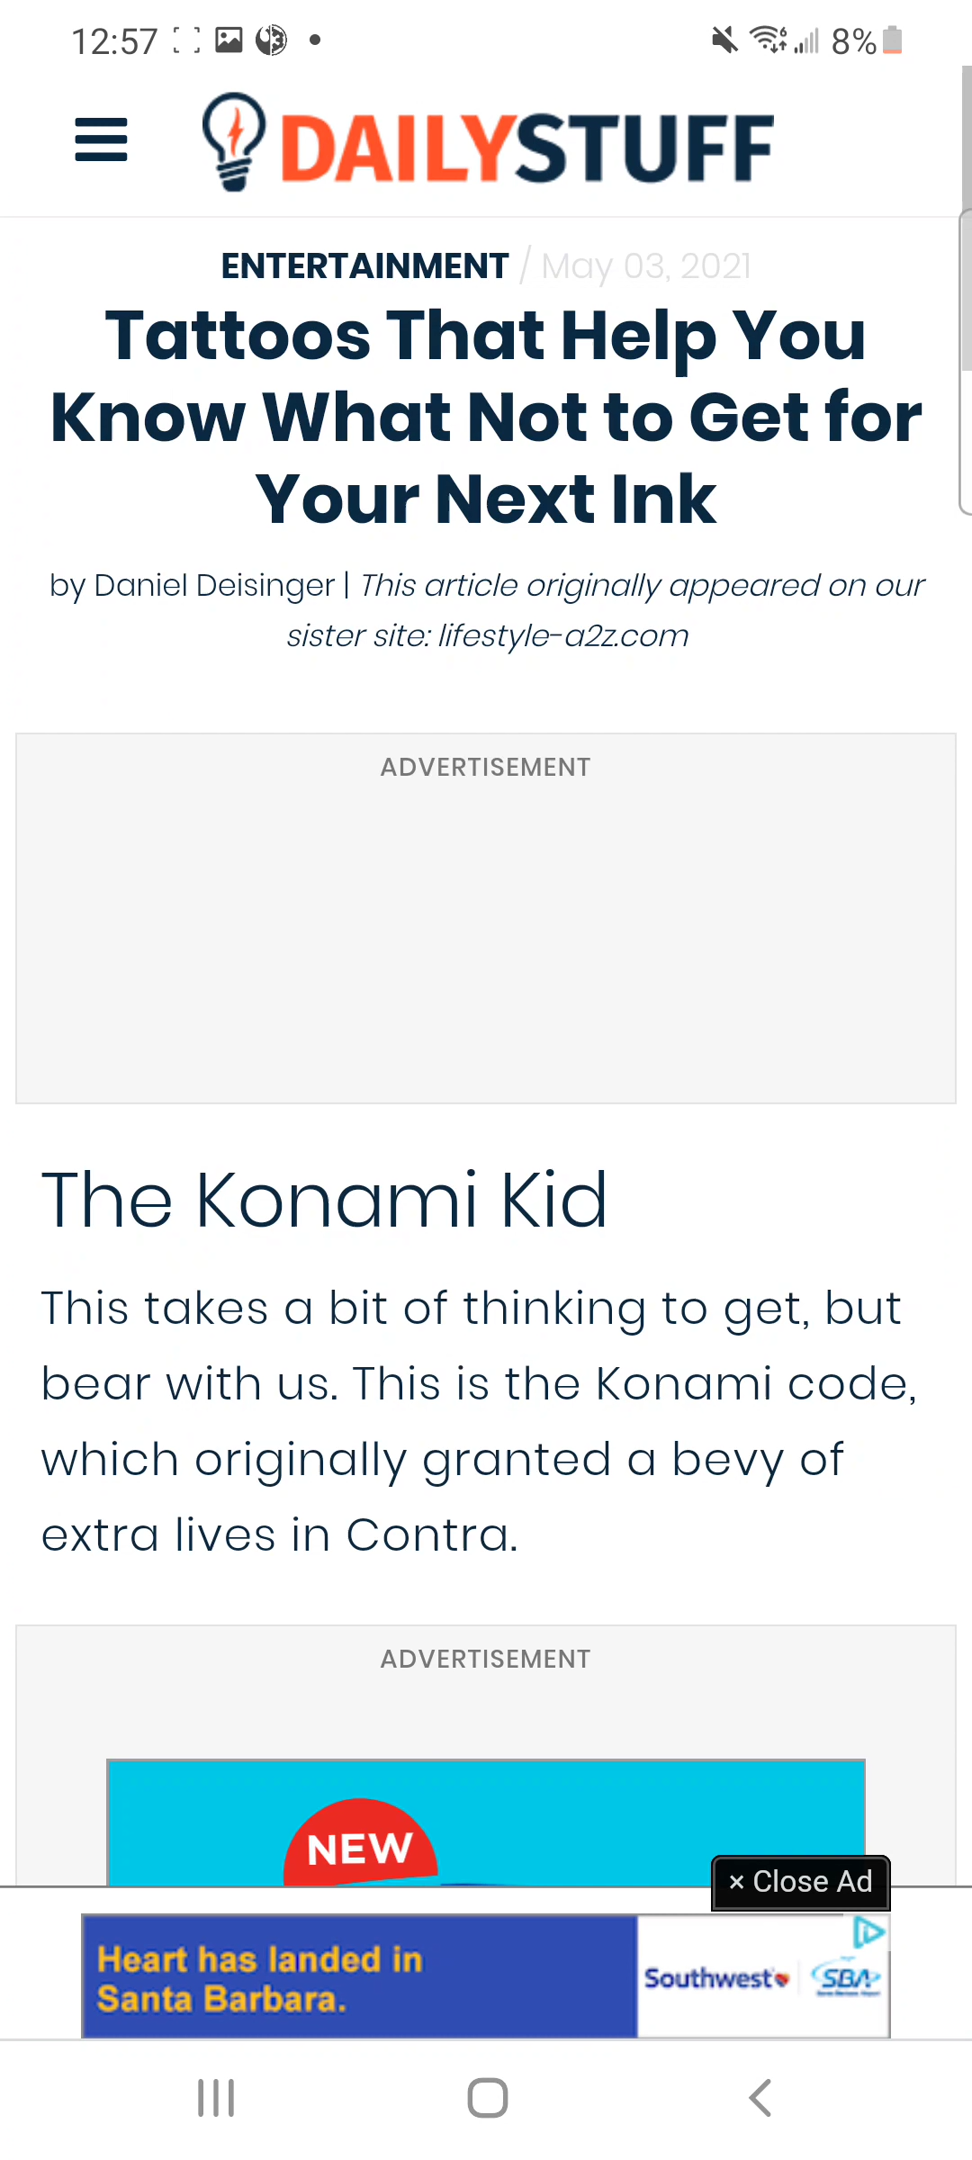 12:57
8%
DAILYSTUFF
ENTERTAINMENT / May 03, 2021
Tattoos That Help You
Know What Not to Get for
Your Next Ink
by Daniel Deisinger | This article originally appeared on our
sister site: lifestyle-a2z.com
ADVERTISEMENT
The Konami Kid
This takes a bit of thinking to get, but
bear with us. This is the Konami code,
which originally granted a bevy of
extra lives in Contra.
ADVERTISEMENT
NEW
× Close Ad
Heart has landed in
Santa Barbara.
Southwest
SBA